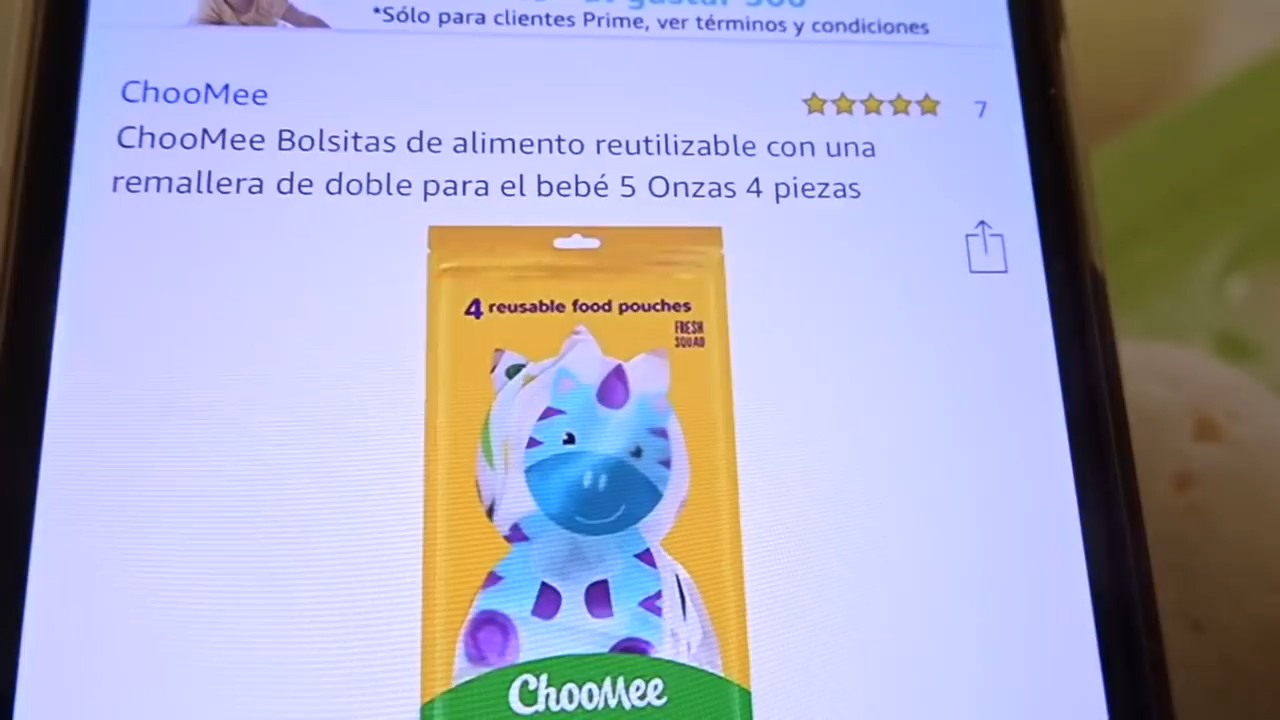 *Sólo para clientes Prime, ver términos y condiciones
ChooMee
7
ChooMee Bolsitas de alimento reutilizable con una
remallera de doble para el bebé 5 Onzas 4 piezas
4 reusable food pouches
FRESH
SQUAD
ChooMee